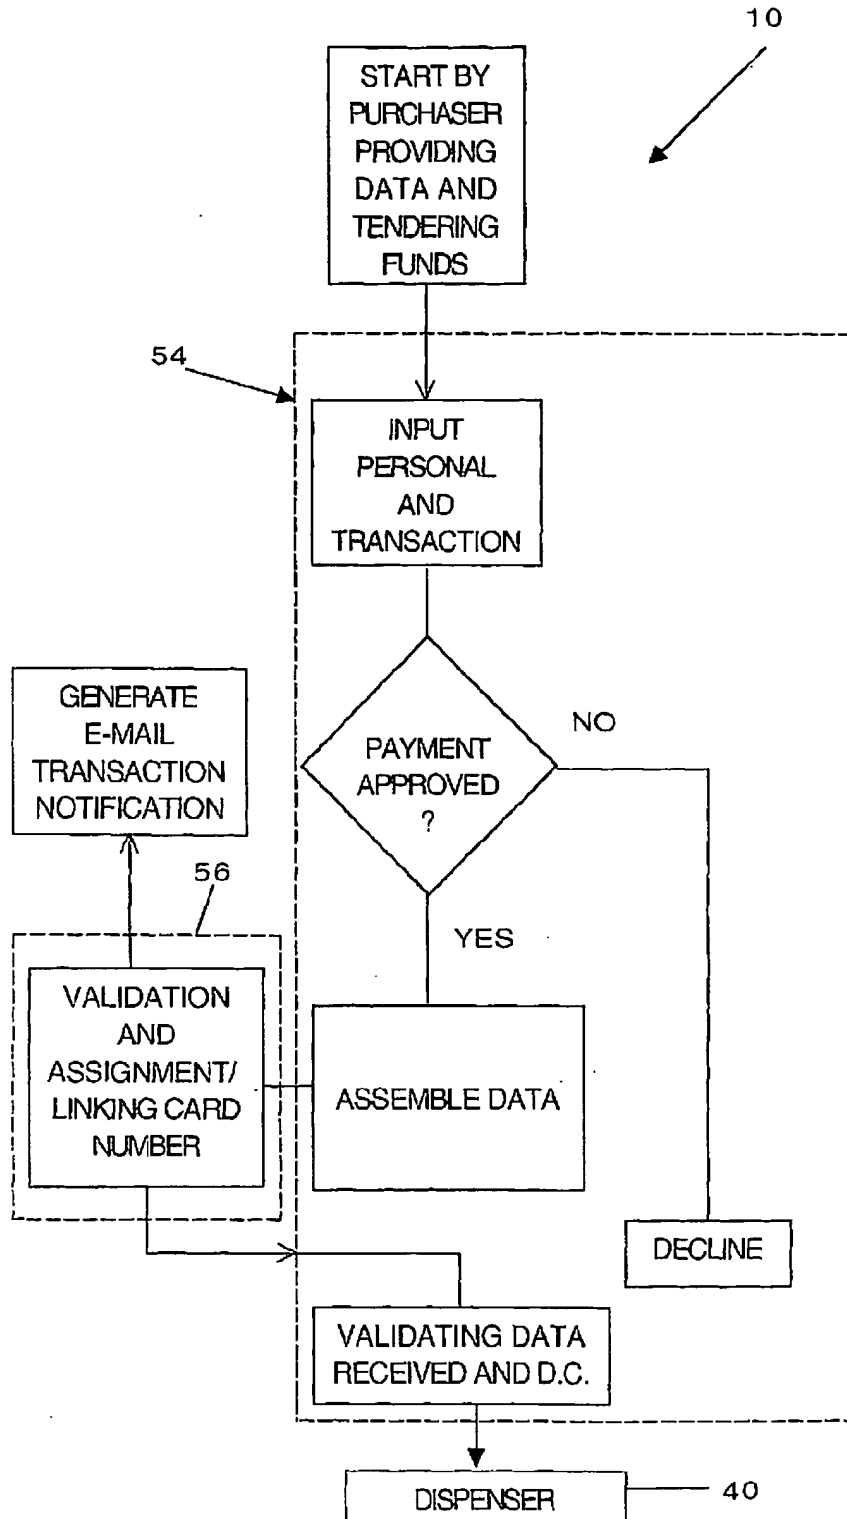 10
START BY
PURCHASER
PROVIDING
DATA AND
TENDERING
FUNDS
54
INPUT
PERSONAL
AND
TRANSACTION
GENERATE
E-MAIL
TRANSACTION
NOTIFICATION
PAYMENT
APPROVED
?
NO
56
YES
VALIDATION
AND
ASSIGNMENT/
LINKING CARD
NUMBER
ASSEMBLE DATA
DECLINE
VALIDATING DATA
RECEIVED AND D.C.
DISPENSER
40